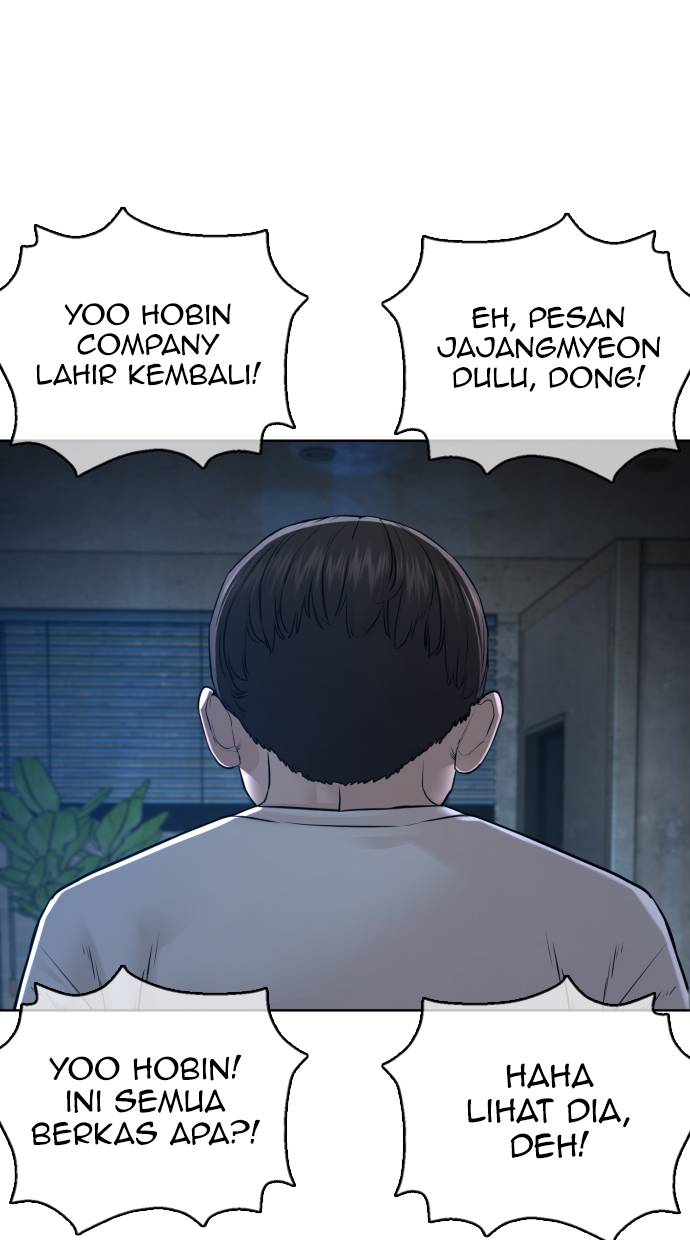 YOO HOBIN
COMPANY
LAHIR KEMBALI!
EH, PESAN
JAJANGMYEON
DULU, DONG!
YOO HOBIN!
INI SEMUA
BERKAS APA?!
HAHA
LIHAT DIA,
DEH!